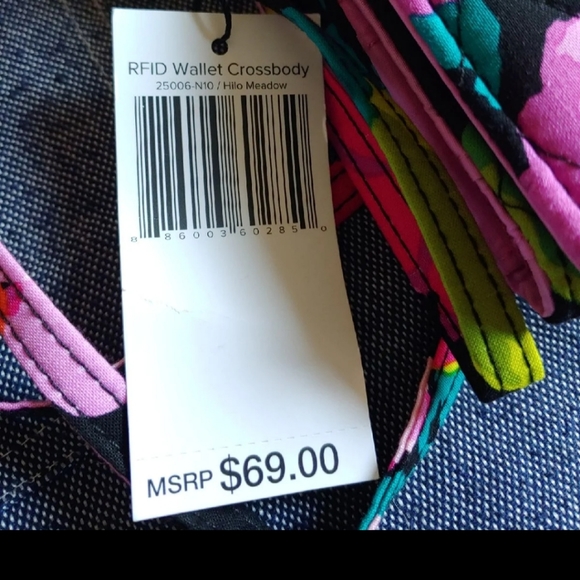 RFID Wallet Crossbody
25006-N10 / Hilo Meadow
8 86003 60285 0
MSRP $69.00